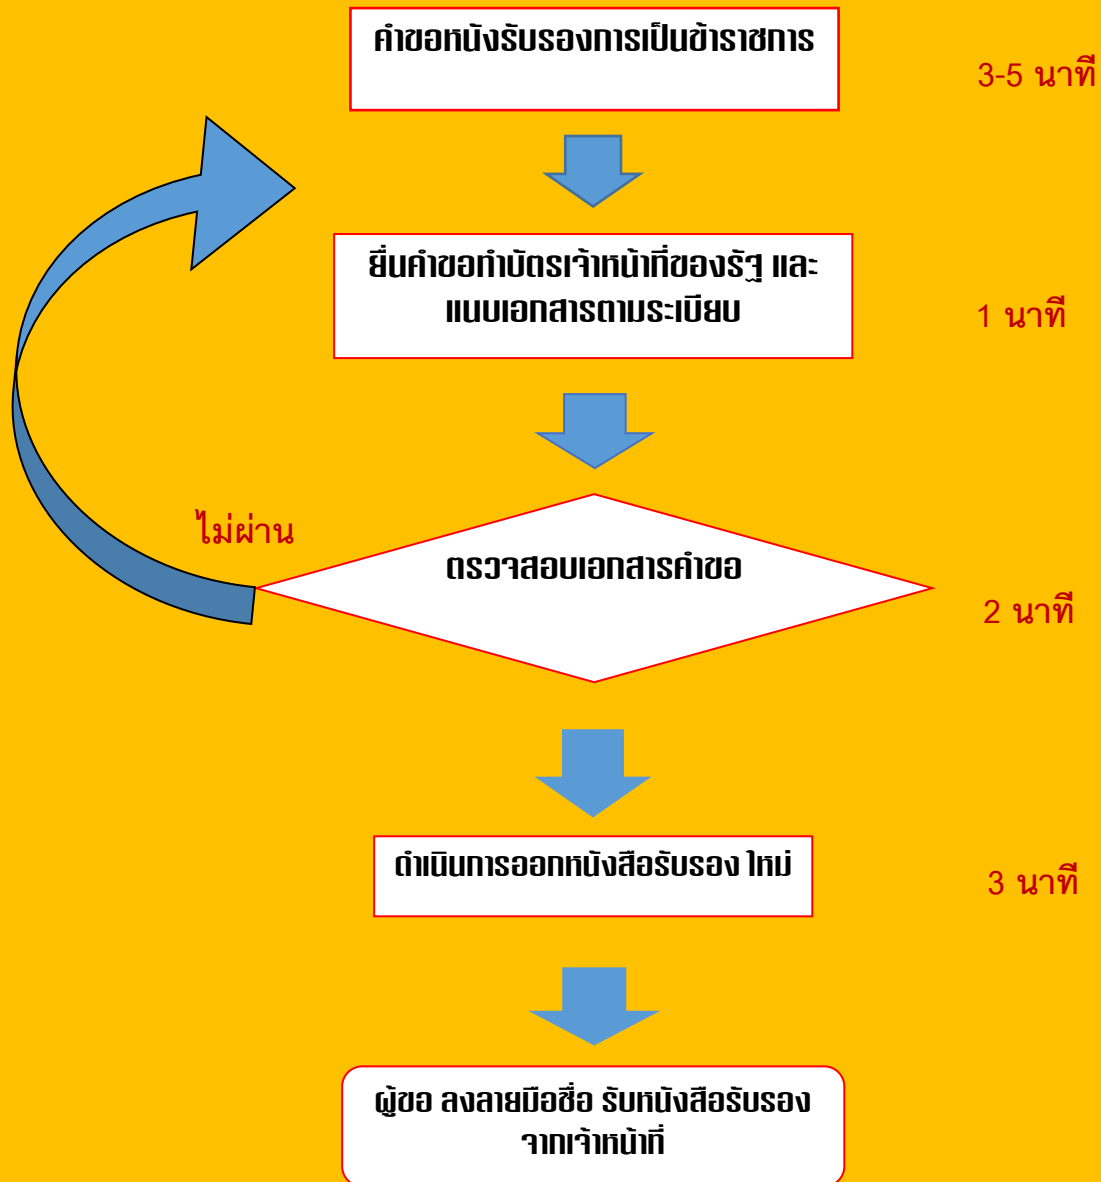 คำขอหนังรับรองการเป็นข้าราชการ
3-5 นาที
ยื่นคำขอทำบัตรเจ้าหน้าที่ของรัฐ และ
แนบเอกสารตามระเบียบ
1 นาที
ไม่ผ่าน
ตรวจสอบเอกสารคำขอ
2 นาที
ดำเนินการออกหนังสือรับรอง ใหม่
3 นาที
ผู้ขอ ลงลายมือชื่อ รับหนังสือรับรอง
จากเจ้าหน้าที่